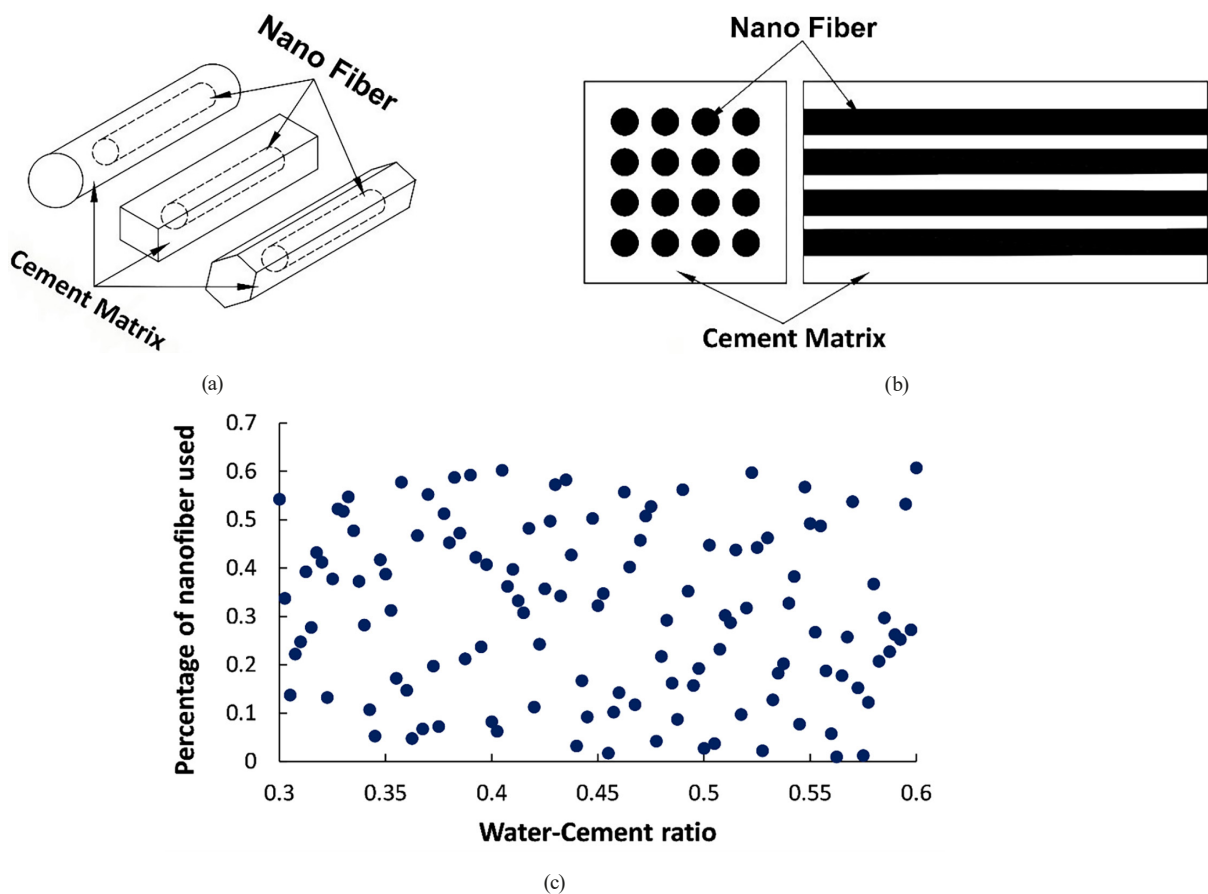 Nano Fiber
Cement Matrix
(a)
Nano Fiber
Cement Matrix
(b)
Percentage of nanofiber used
0.7
0.6
0.5
0.4
0.3
0.2
0.1
0
0.3 0.35 0.4 0.45 0.5 0.55 0.6
Water-Cement ratio
(c)